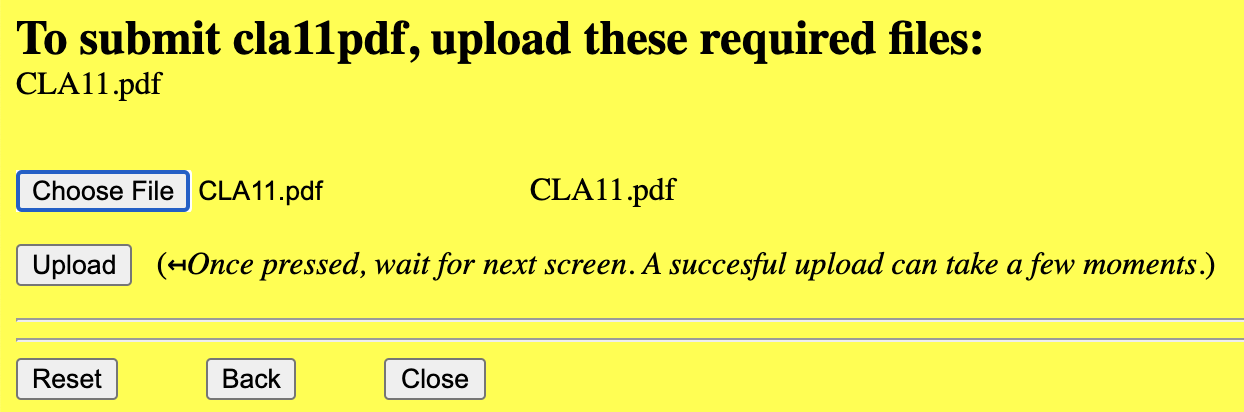 To submit cla11pdf, upload these required files:
CLA11.pdf
Choose File CLA11.pdf CLA11.pdf
Upload (↤Once pressed, wait for next screen. A succesful upload can take a few moments.)
Reset Back Close